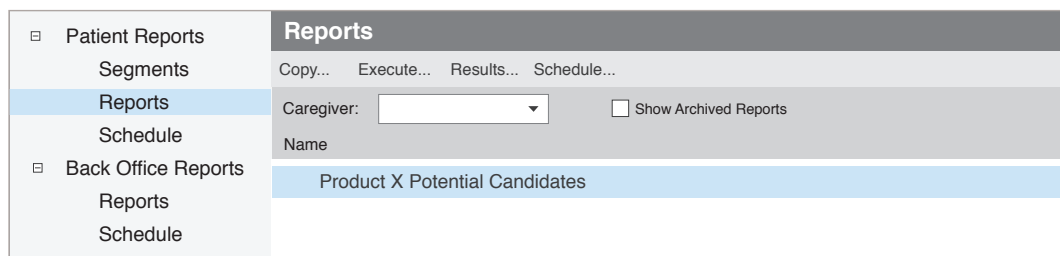 Patient Reports
Segments
Reports
Schedule
Back Office Reports
Reports
Schedule
Reports
Copy... Execute... Results... Schedule...
Caregiver: Show Archived Reports
Name
Product X Potential Candidates